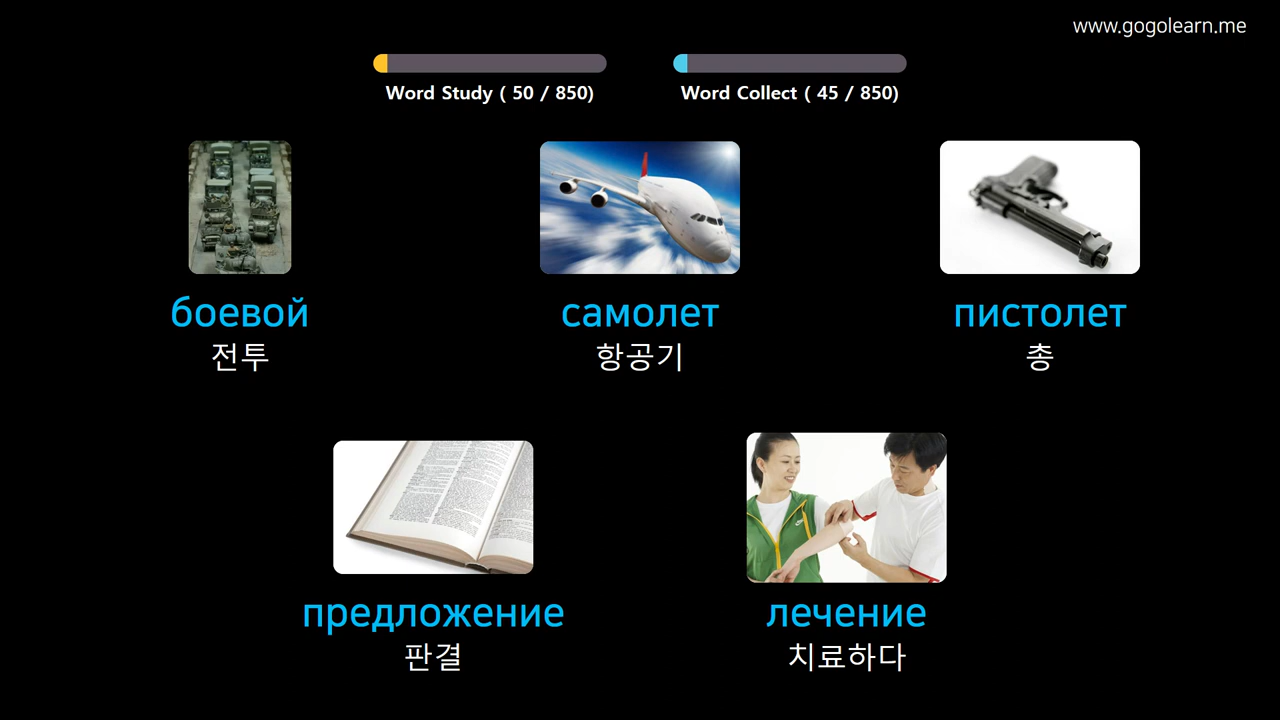 www.gogolearn.me
Word Study ( 50 / 850)
Word Collect ( 45 / 850)
боевой
전투
самолет
항공기
пистолет
총
предложение
판결
лечение
치료하다